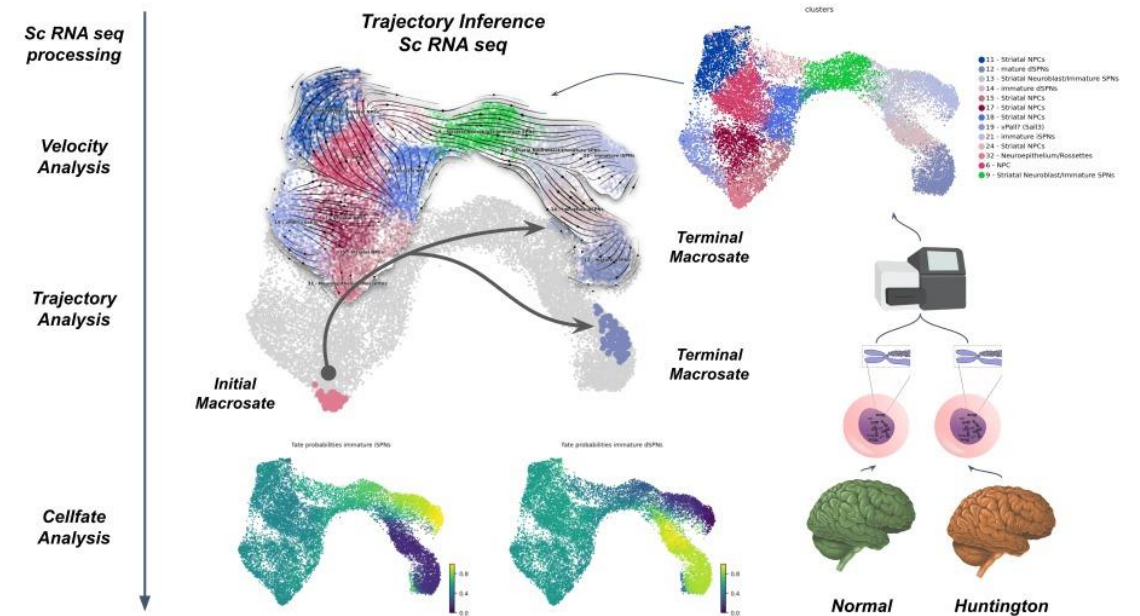 Sc RNA seq
processing
Velocity
Analysis
Trajectory
Analysis
Cellfate
Analysis
Trajectory Inference
Sc RNA seq
Terminal
Macrosate
Terminal
Macrosate
Initial
Macrosate
clusters
11 - Striatal NPCs
12 - mature dSPNs
13 - Striatal Neuroblast/Immature SPNs
14 - immature dSPNs
15 - Striatal NPCs
17 - Striatal NPCs
18 - Striatal NPCs
19 - vPall? (Sall3)
21 - immature iSPNs
24 - Striatal NPCs
32 - Neuroepithelium/Rossettes
6 - NPC
9 - Striatal Neuroblast/Immature SPNs
fate probabilities immature iSPNs
0.8
0.4
0.0
fate probabilities immature dSPNs
0.8
0.4
0.0
Normal
Huntington